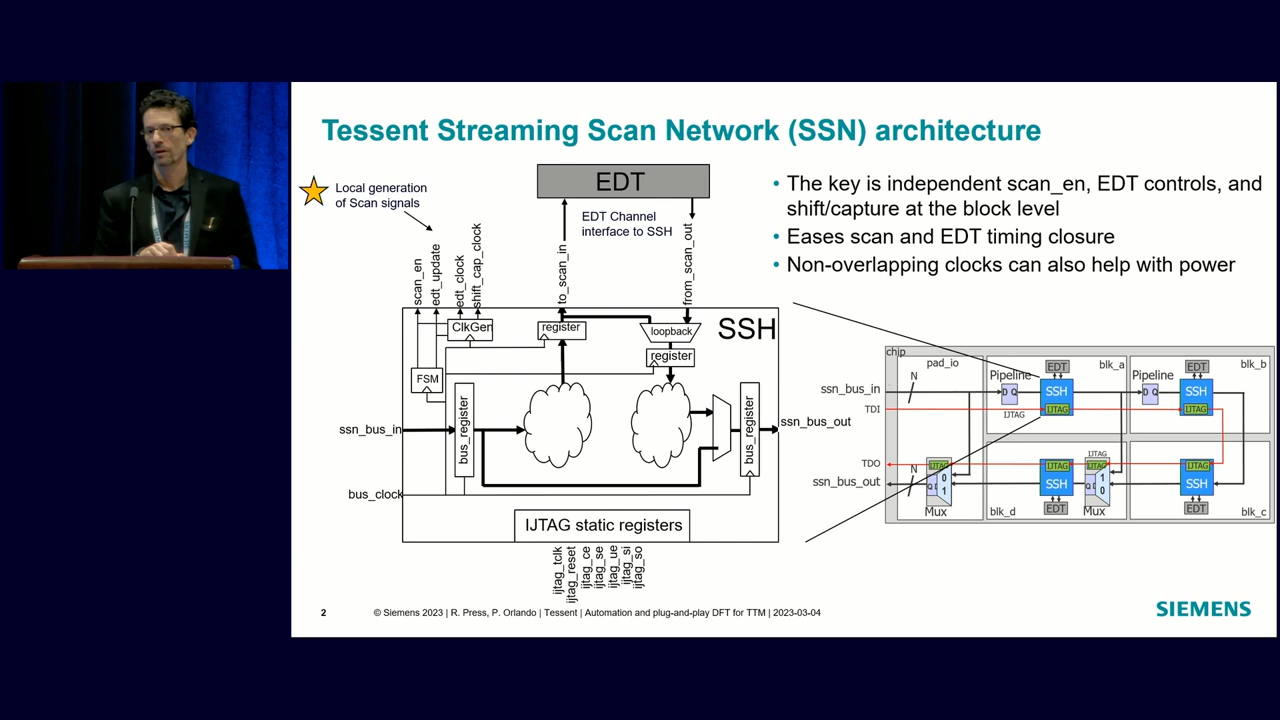 Tessent Streaming Scan Network (SSN) architecture
Local generation
of Scan signals
EDT
EDT Channel
interface to SSH
scan_en
edt_update
edt_clock
shift_cap_clock
to_scan_in
from_scan_out
ClkGen
register
loopback
SSH
register
FSM
bus_register
bus_register
ssn_bus_in
ssn_bus_out
bus_clock
IJTAG static registers
ijtag_tclk
ijtag_reset
ijtag_ce
ijtag_se
ijtag_ue
ijtag_si
ijtag_so
• The key is independent scan_en, EDT controls, and
shift/capture at the block level
• Eases scan and EDT timing closure
• Non-overlapping clocks can also help with power
chip
pad_io
blk_a
blk_b
EDT
EDT
Pipeline
Pipeline
N
ssn_bus_in
D Q
SSH
D Q
SSH
TDI
IJTAG
IJTAG
IJTAG
IJTAG
TDO
IJTAG
IJTAG
IJTAG
N
ssn_bus_out
Q D
0
1
SSH
Q D
1
0
SSH
Mux
blk_d
EDT
Mux
EDT
blk_c
2
© Siemens 2023 | R. Press, P. Orlando | Tessent | Automation and plug-and-play DFT for TTM | 2023-03-04
SIEMENS